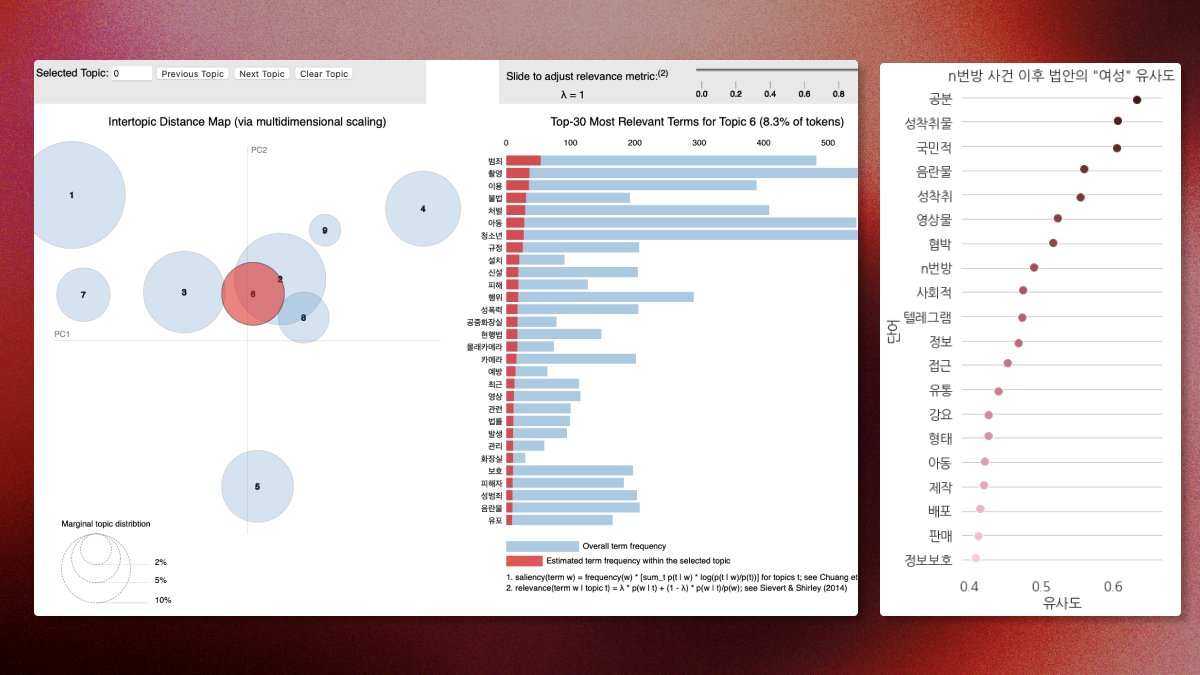 Selected Topic: 0 Previous Topic Next Topic Clear Topic
Slide to adjust relevance metric:(2)
λ = 1
0.0 0.2 0.4 0.6 0.8
Intertopic Distance Map (via multidimensional scaling)
PC2
PC1
1
4
9
2
3
6
7
8
5
Marginal topic distribtion
2%
5%
10%
Top-30 Most Relevant Terms for Topic 6 (8.3% of tokens)
0 100 200 300 400 500
범죄
촬영
이용
불법
처벌
아동
청소년
규정
설치
신설
피해
행위
성폭력
공중화장실
현행법
몰래카메라
카메라
예방
최근
영상
관련
법률
발생
관리
화장실
보호
피해자
성범죄
음란물
유포
Overall term frequency
Estimated term frequency within the selected topic
1. saliency(term w) = frequency(w) * [sum_t p(t | w) * log(p(t | w)/p(t))] for topics t; see Chuang et
2. relevance(term w | topic t) = λ * p(w | t) + (1 - λ) * p(w | t)/p(w); see Sievert & Shirley (2014)
n번방 사건 이후 법안의 "여성" 유사도
공분
성착취물
국민적
음란물
성착취
영상물
협박
n번방
사회적
텔레그램
정보
접근
유통
강요
형태
아동
제작
배포
판매
정보보호
단어
0.4 0.5 0.6
유사도